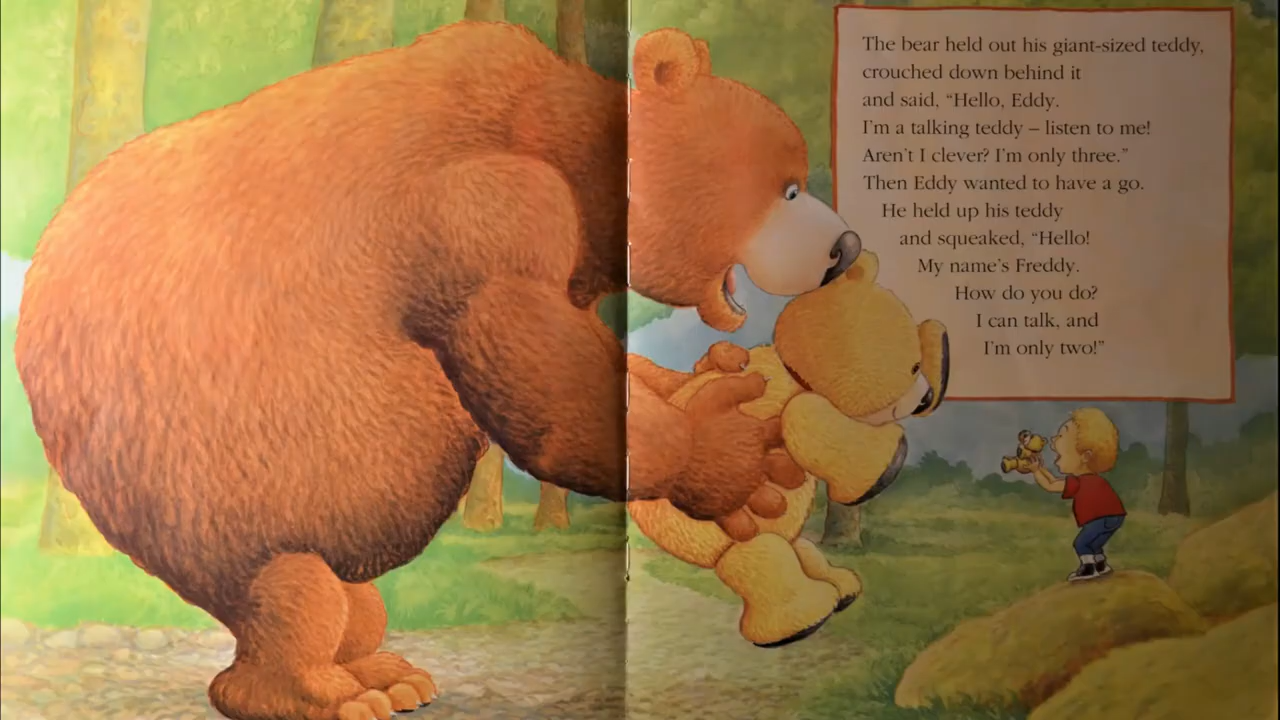 The bear held out his giant-sized teddy,
crouched down behind it
and said, “Hello, Eddy.
I'm a talking teddy – listen to me!
Aren't I clever? I'm only three.”
Then Eddy wanted to have a go.
He held up his teddy
and squeaked, “Hello!
My name's Freddy.
How do you do?
I can talk, and
I'm only two!”